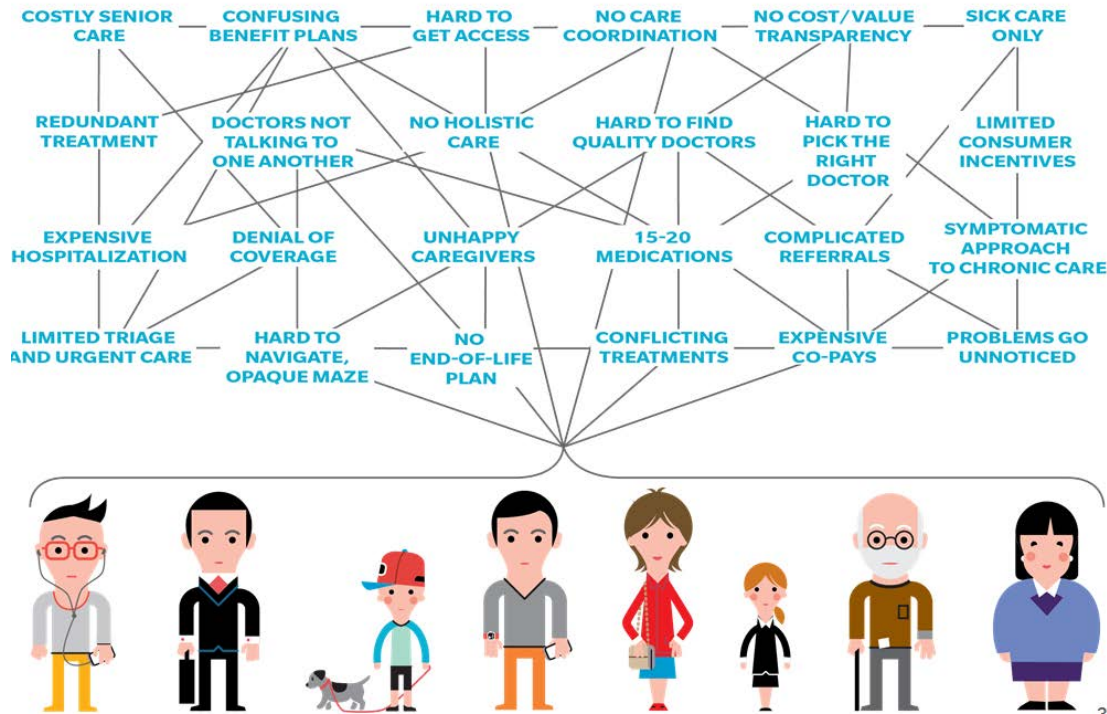 COSTLY SENIOR
CARE
CONFUSING
BENEFIT PLANS
HARD TO
GET ACCESS
NO CARE
COORDINATION
NO COST/VALUE
TRANSPARENCY
SICK CARE
ONLY
REDUNDANT
TREATMENT
DOCTORS NOT
TALKING TO
ONE ANOTHER
NO HOLISTIC
CARE
HARD TO FIND
QUALITY DOCTORS
HARD TO
PICK THE
RIGHT
DOCTOR
LIMITED
CONSUMER
INCENTIVES
EXPENSIVE
HOSPITALIZATION
DENIAL OF
COVERAGE
UNHAPPY
CAREGIVERS
15-20
MEDICATIONS
COMPLICATED
REFERRALS
SYMPTOMATIC
APPROACH
TO CHRONIC CARE
LIMITED TRIAGE
AND URGENT CARE
HARD TO
NAVIGATE,
OPAQUE MAZE
NO
END-OF-LIFE
PLAN
CONFLICTING
TREATMENTS
EXPENSIVE
CO-PAYS
PROBLEMS GO
UNNOTICED